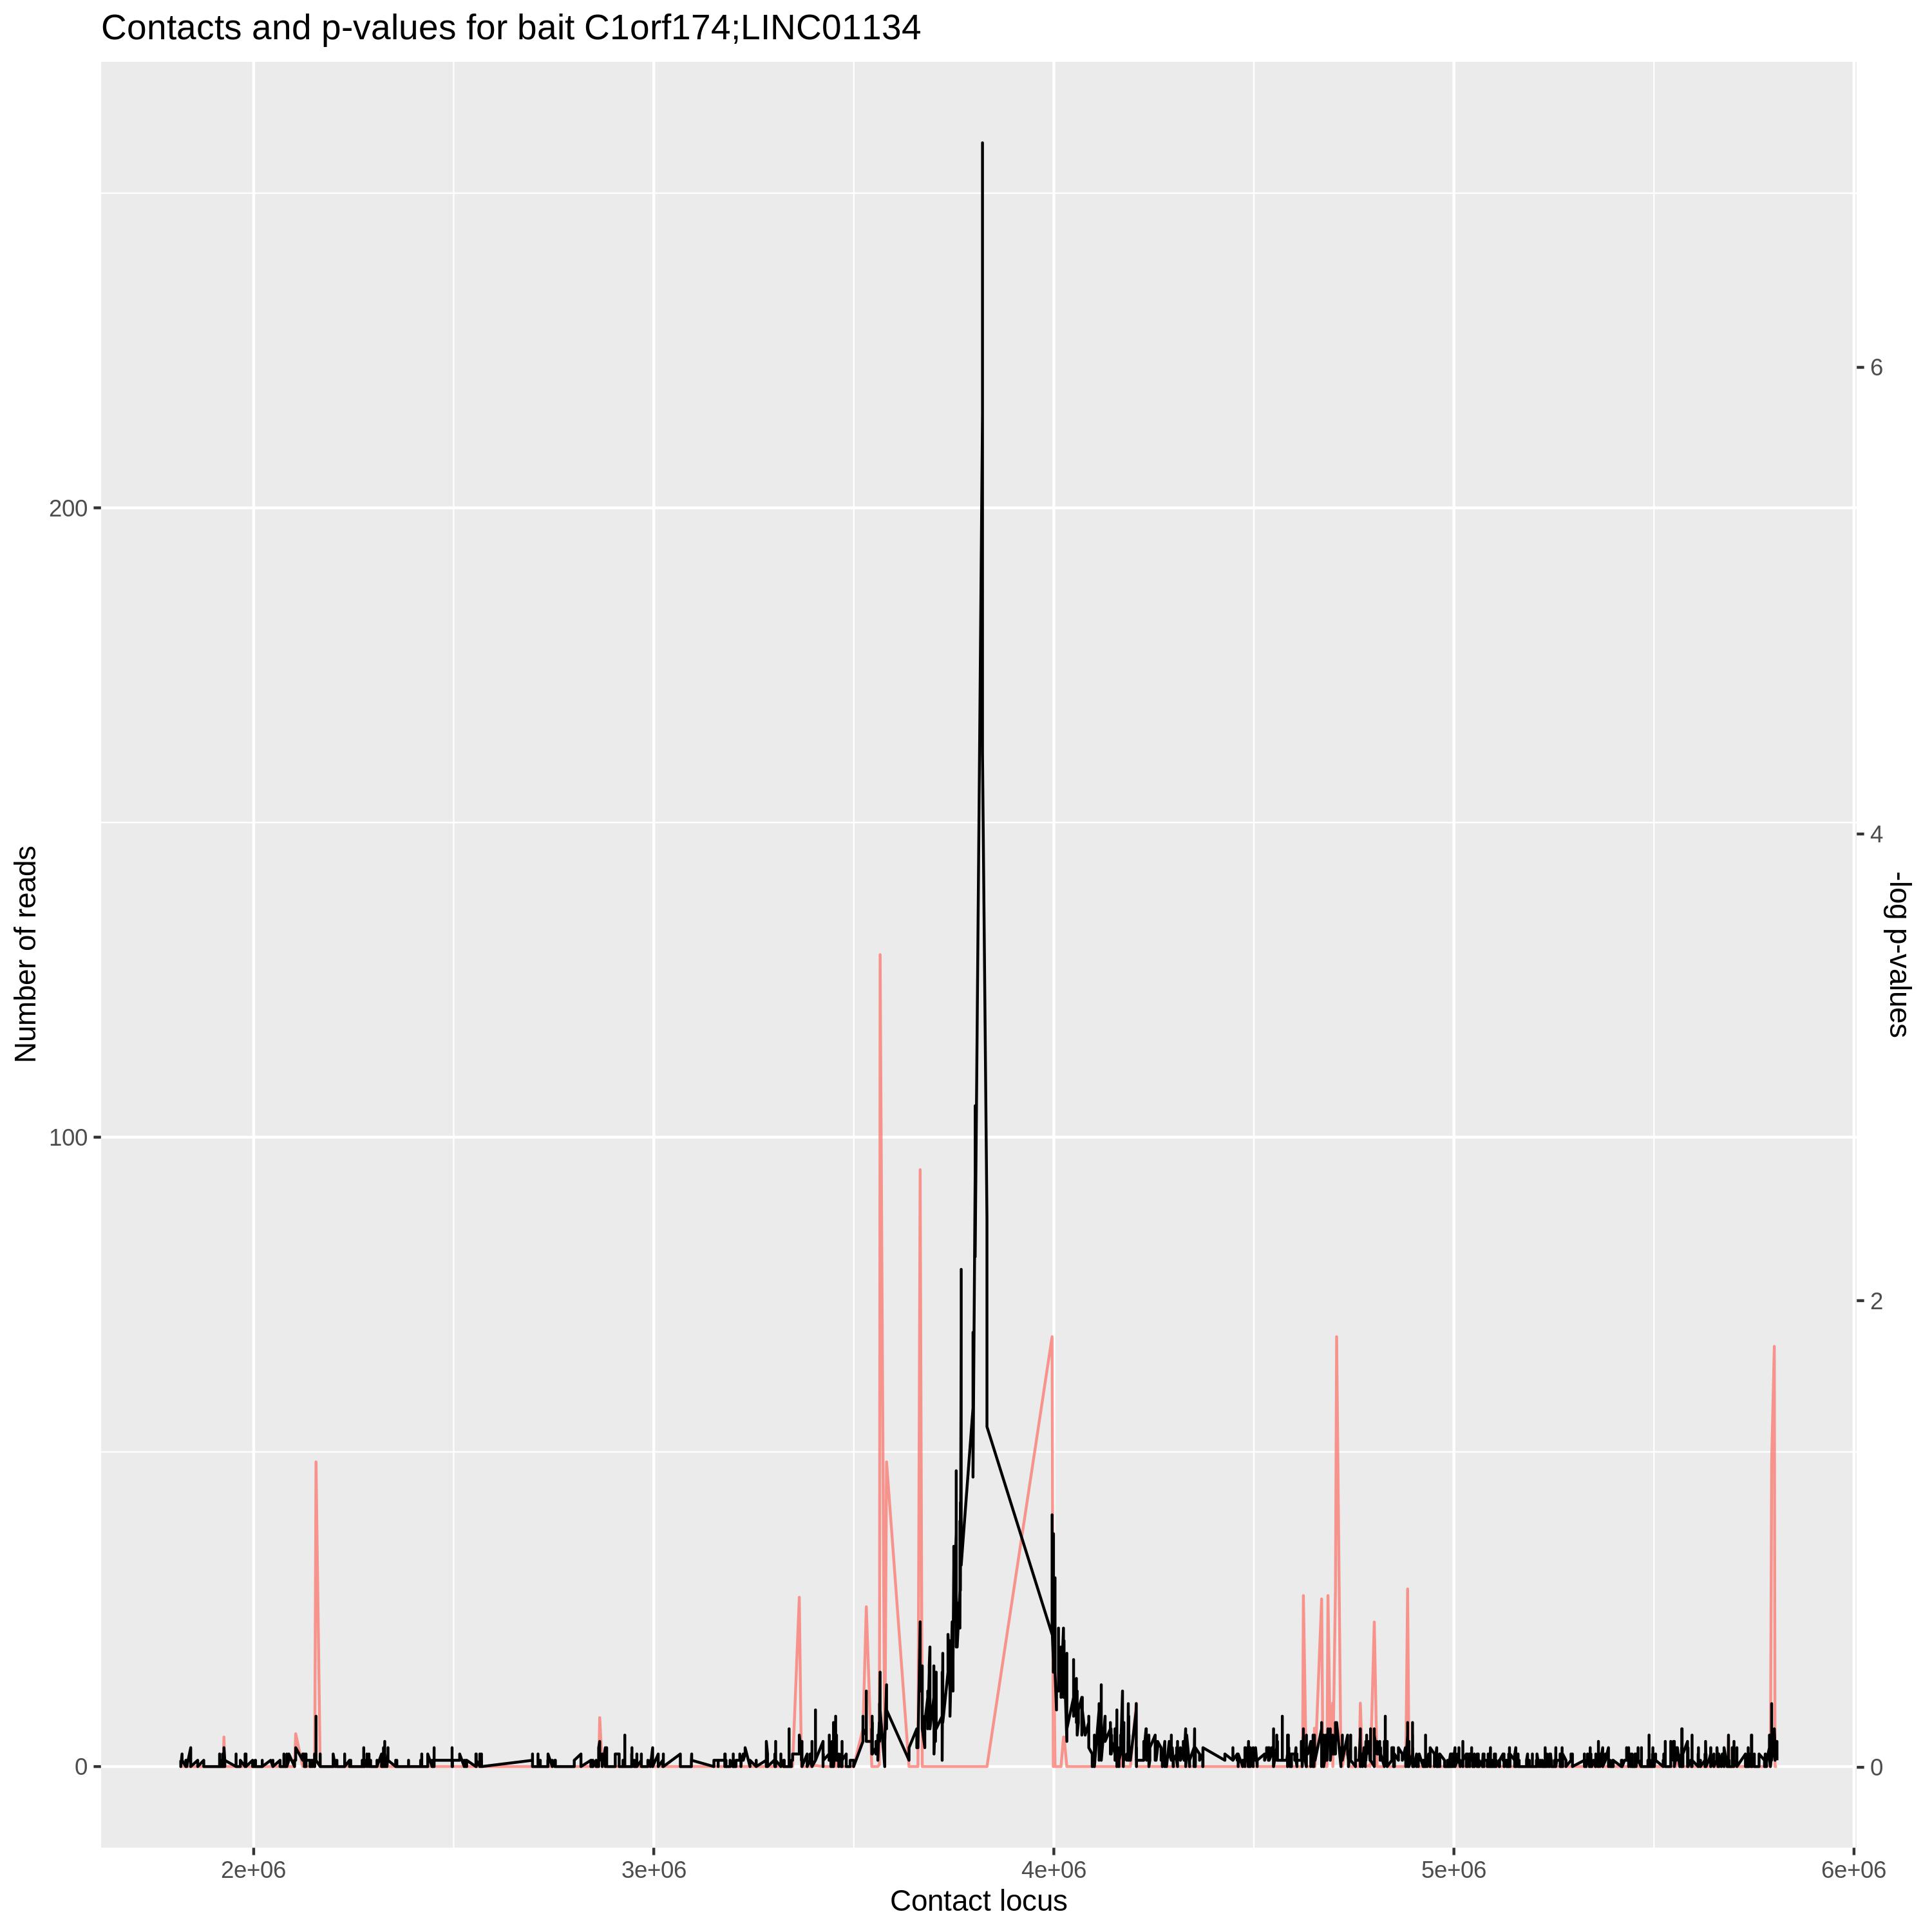 Contacts and p-values for bait C1orf174;LINC01134
Number of reads
200
100
0
6
4
2
0
-log p-values
2e+06
3e+06
4e+06
5e+06
6e+06
Contact locus